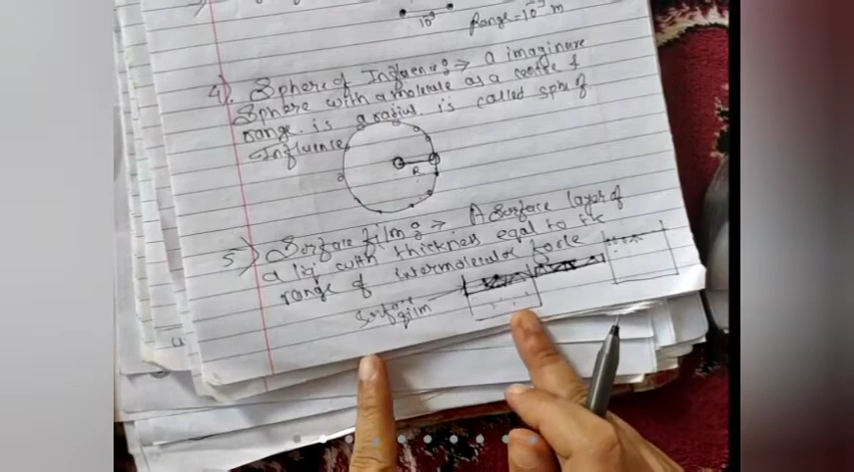 10⁻⁹ Range = 10⁻⁹ m
4). Sphere of Influence :→ A imaginare
Sphere with a molecule as a centre &
range is a radius is called sphe of
Influence
R
5) Surface film :→ A Surface layer of
a liq with thickness eqal to the
range of intermolecular force
Surface
film